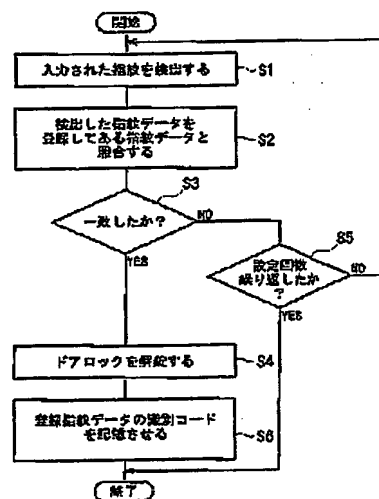 開始
入力された指紋を検出する
S1
検出した指紋データを
登録してある指紋データと
照合する
S2
S3
一致したか?
NO
YES
S5
設定回数
繰り返したか
?
NO
YES
ドアロックを解錠する
S4
登録指紋データの識別コード
を記憶させる
S6
終了